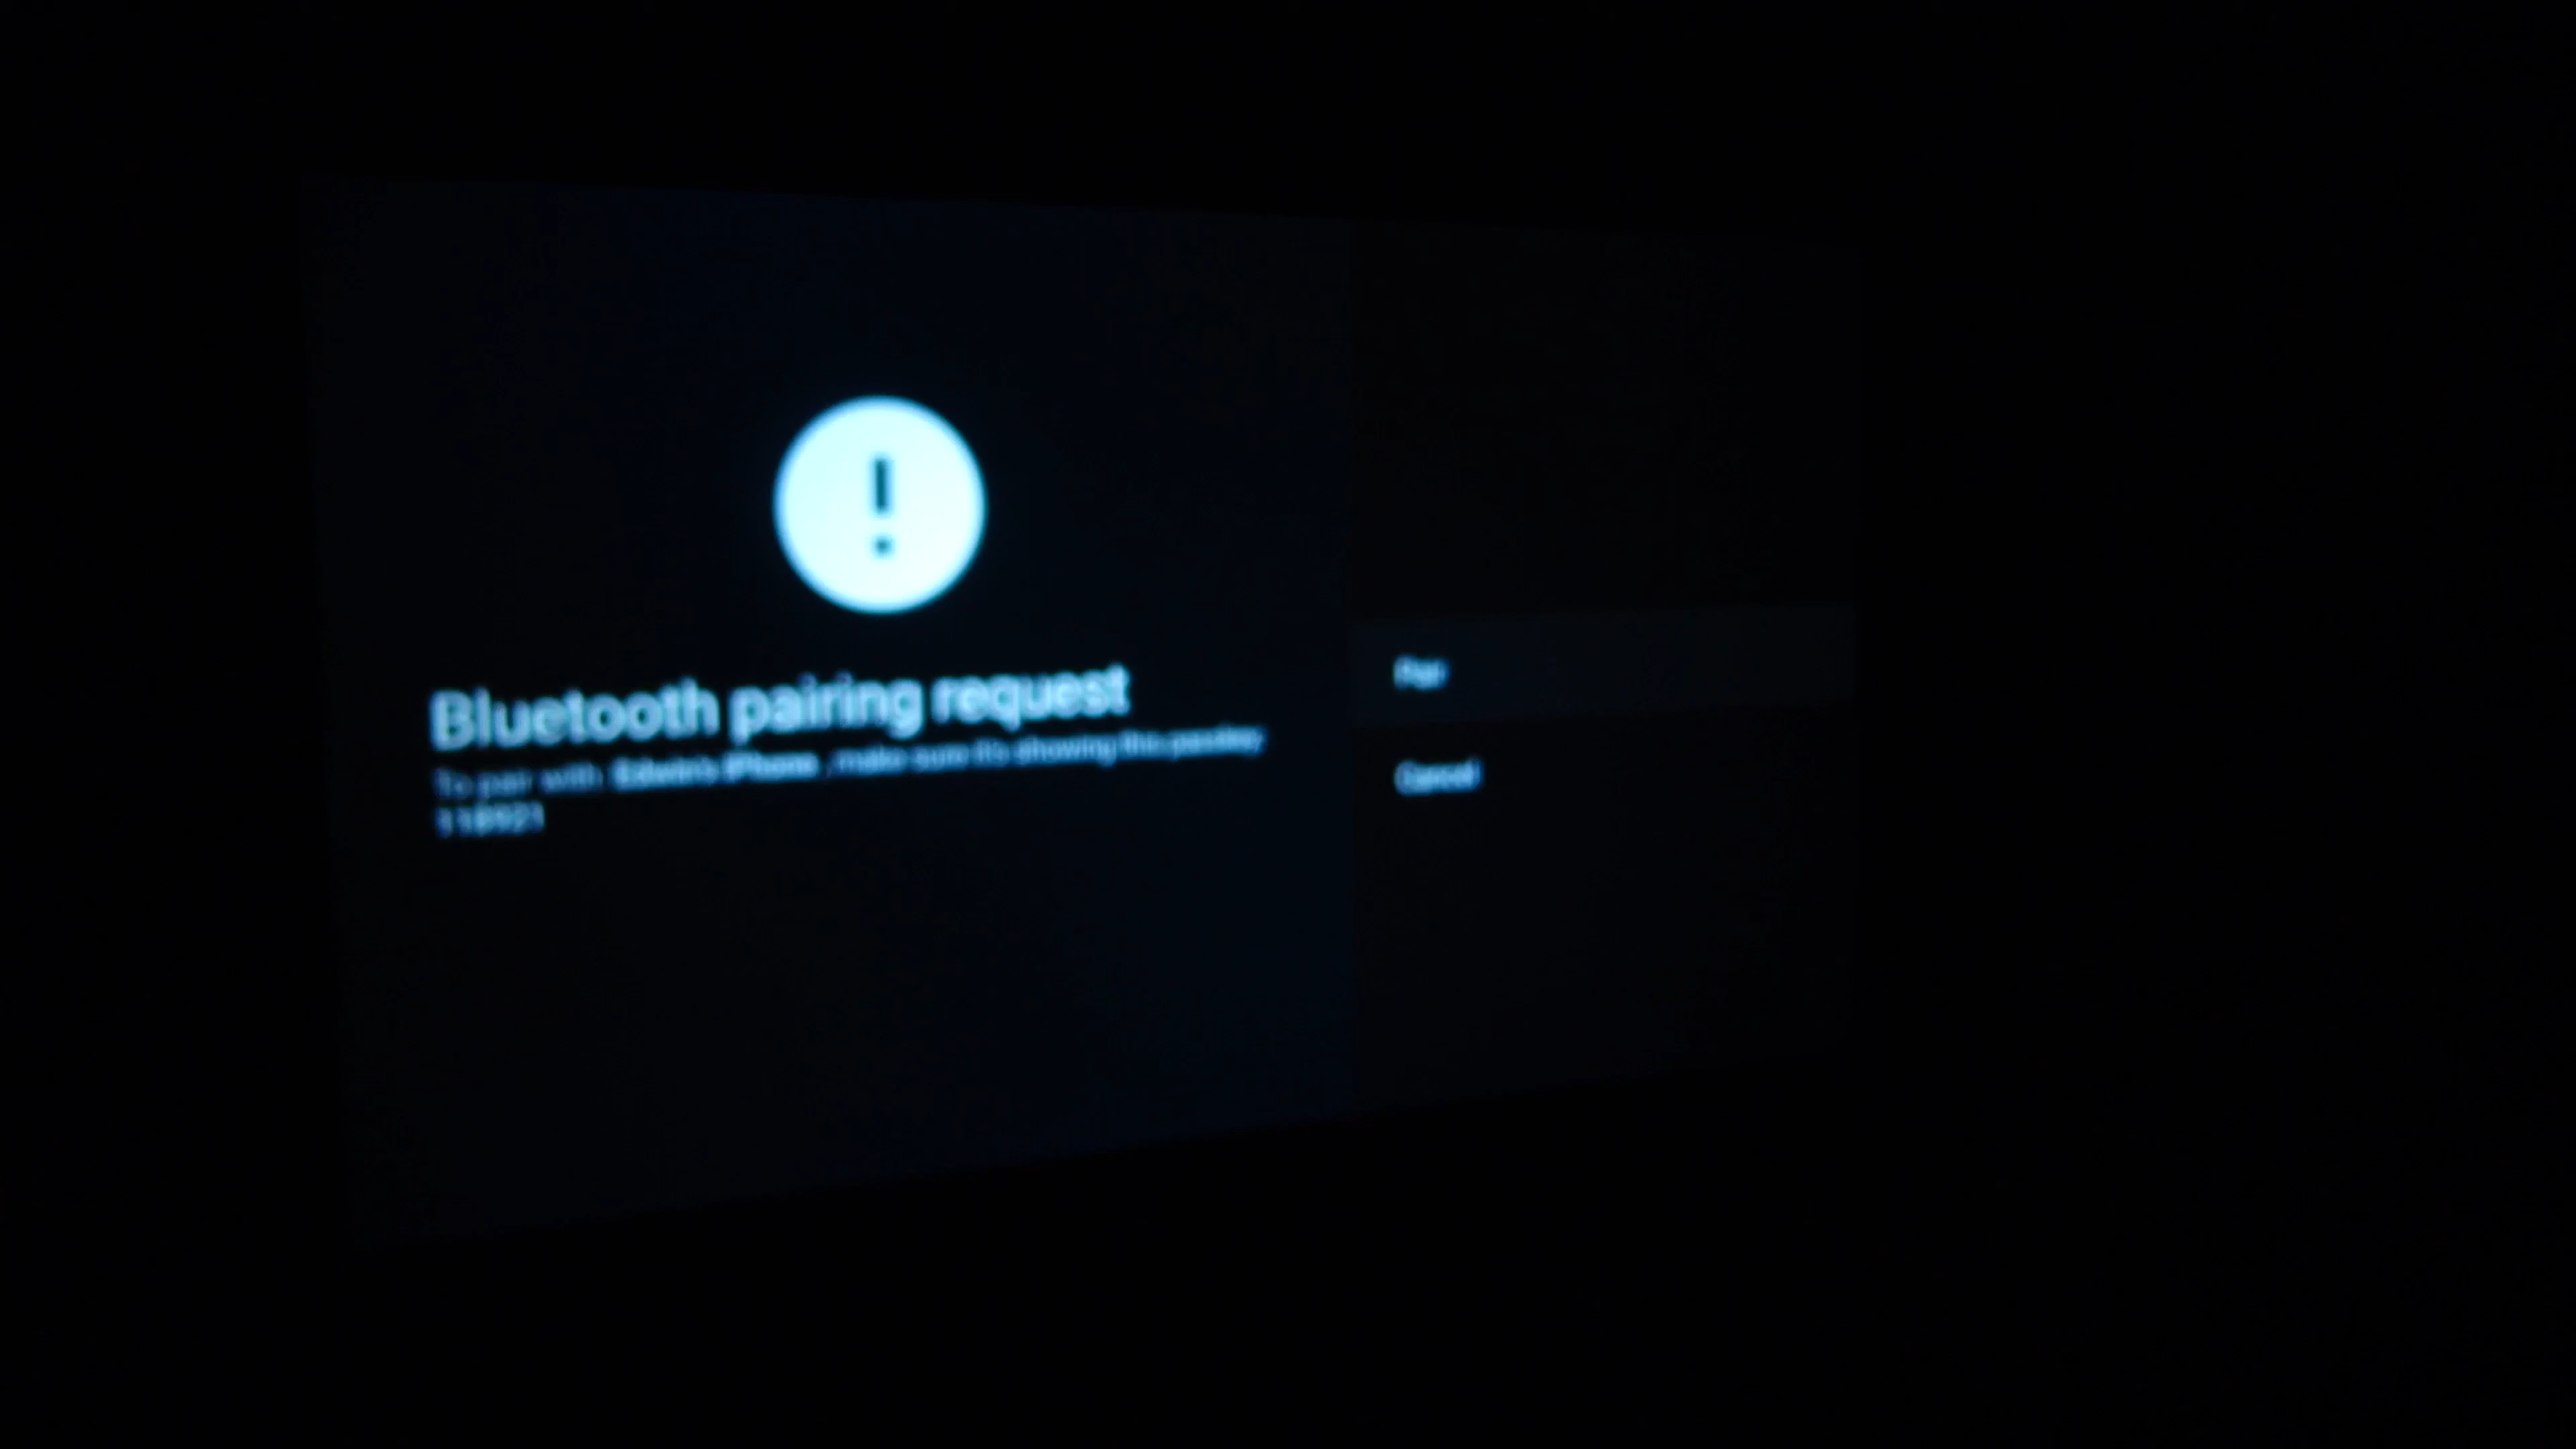 !
Bluetooth pairing request
To pair with Edwin's iPhone , make sure it's showing this passkey:
Pair
Cancel